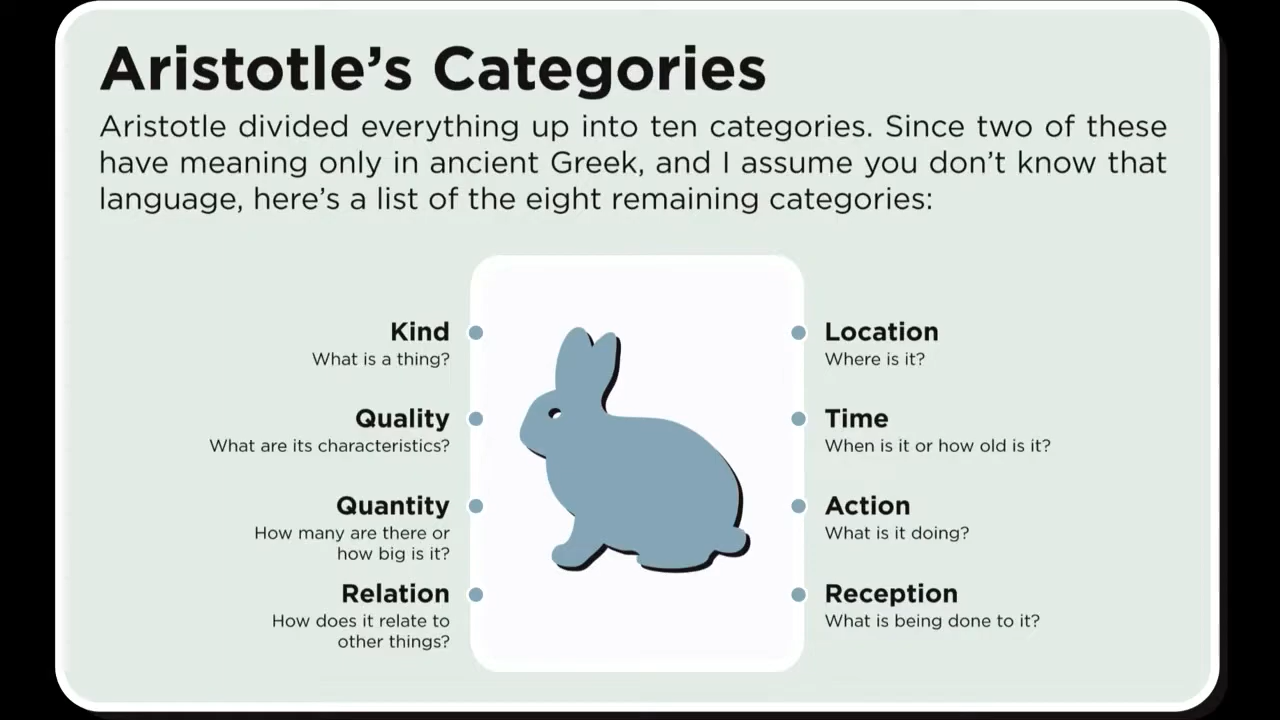 Aristotle’s Categories
Aristotle divided everything up into ten categories. Since two of these
have meaning only in ancient Greek, and I assume you don’t know that
language, here’s a list of the eight remaining categories:
Kind
What is a thing?
Quality
What are its characteristics?
Quantity
How many are there or
how big is it?
Relation
How does it relate to
other things?
Location
Where is it?
Time
When is it or how old is it?
Action
What is it doing?
Reception
What is being done to it?